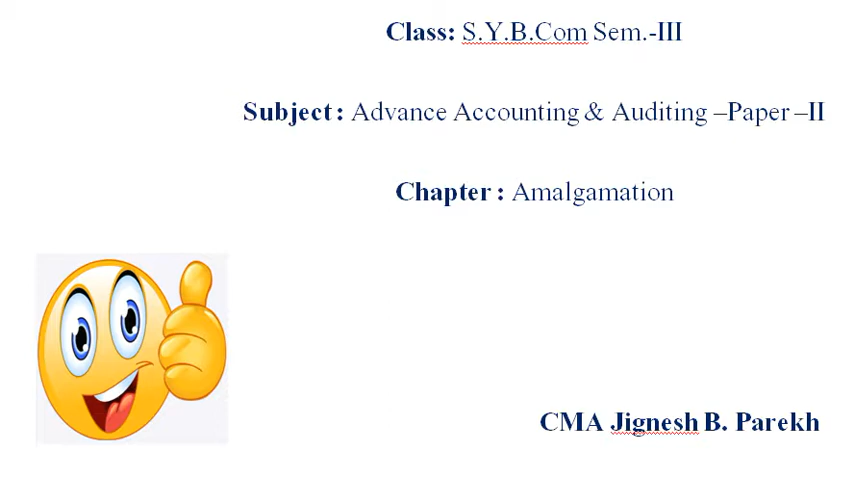 Class: S.Y.B.Com Sem.-III
Subject : Advance Accounting & Auditing –Paper –II
Chapter : Amalgamation
CMA Jignesh B. Parekh